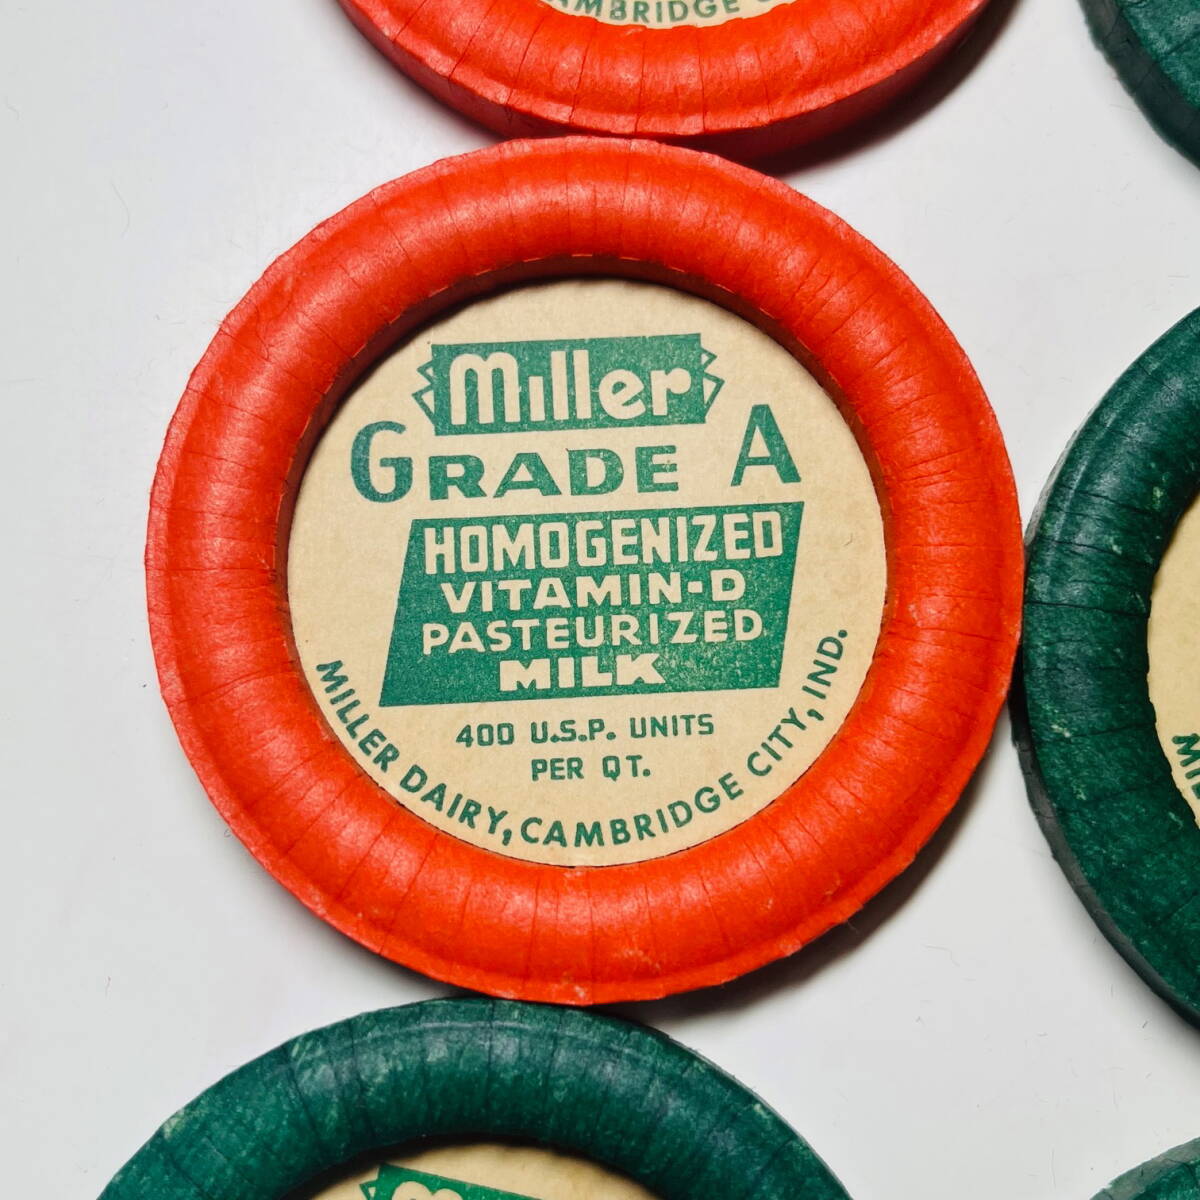 CAMBRIDGE
Miller
GRADE A
HOMOGENIZED
VITAMIN-D
PASTEURIZED
MILK
400 U.S.P. UNITS
PER QT.
MILLER DAIRY, CAMBRIDGE CITY, IND.